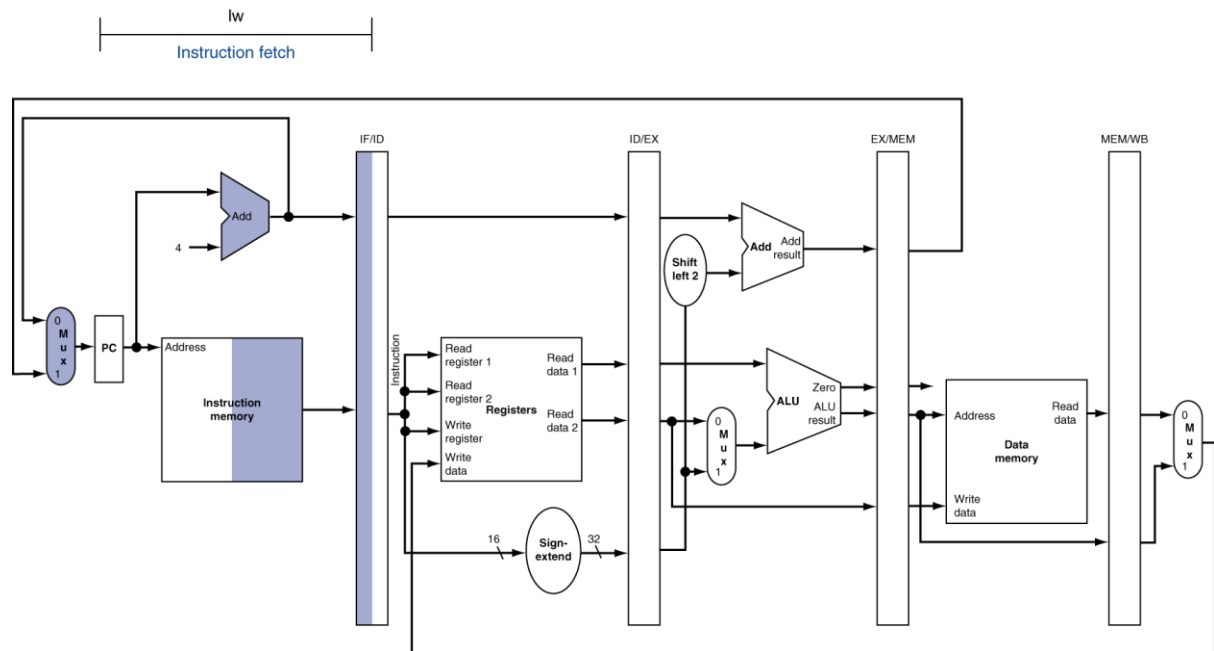 lw
Instruction fetch
IF/ID
ID/EX
EX/MEM
MEM/WB
Add
4
Add
Add
result
Shift
left 2
0
M
u
x
1
PC
Address
Instruction
memory
Instruction
Read
register 1
Read
register 2
Write
register
Write
data
Registers
Read
data 1
Read
data 2
0
M
u
x
1
ALU
Zero
ALU
result
Address
Write
data
Data
memory
Read
data
0
M
u
x
1
16
Sign-
extend
32